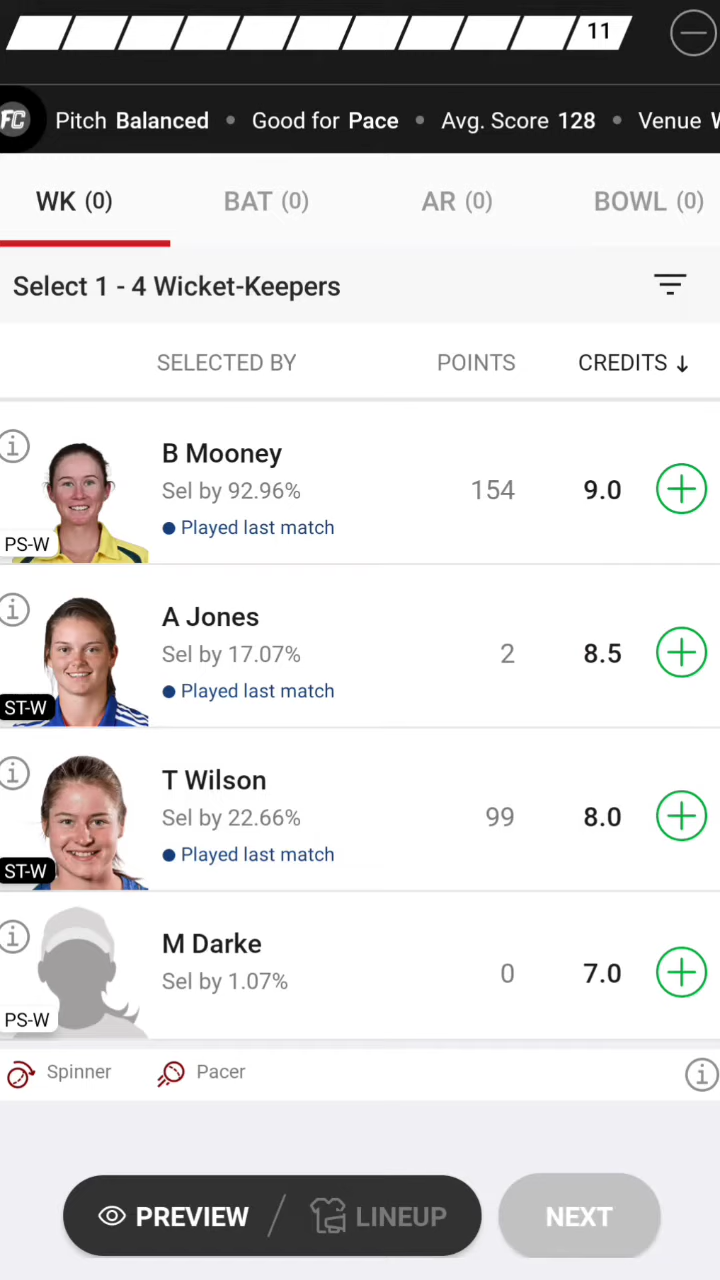 11
FC Pitch Balanced • Good for Pace • Avg. Score 128 • Venue
WK (0) BAT (0) AR (0) BOWL (0)
Select 1 - 4 Wicket-Keepers
SELECTED BY POINTS CREDITS ↓
B Mooney
Sel by 92.96% 154 9.0
Played last match
PS-W
A Jones
Sel by 17.07% 2 8.5
Played last match
ST-W
T Wilson
Sel by 22.66% 99 8.0
Played last match
ST-W
M Darke
Sel by 1.07% 0 7.0
PS-W
Spinner Pacer
PREVIEW / LINEUP NEXT